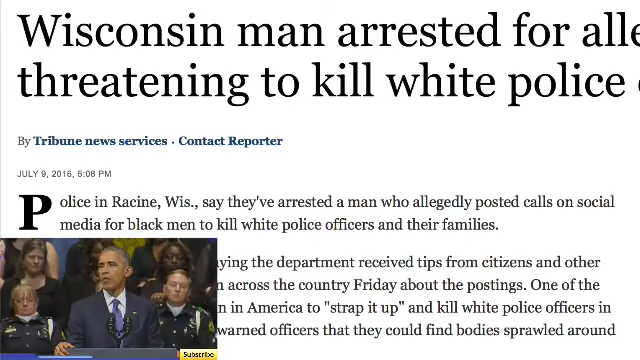 Wisconsin man arrested for alle
threatening to kill white police
By Tribune news services · Contact Reporter
JULY 9, 2016, 5:08 PM
Police in Racine, Wis., say they've arrested a man who allegedly posted calls on social
media for black men to kill white police officers and their families.
ying the department received tips from citizens and other
n across the country Friday about the postings. One of the
n in America to "strap it up" and kill white police officers in
warned officers that they could find bodies sprawled around
Subscribe